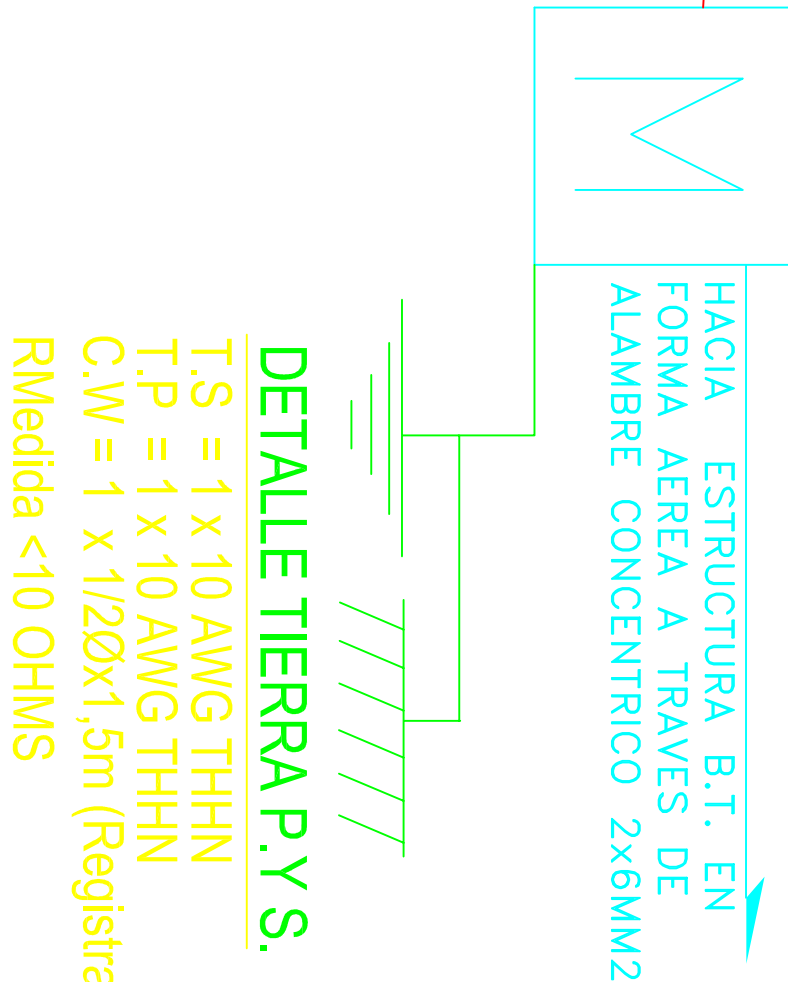 M
HACIA ESTRUCTURA B.T. EN
FORMA AEREA A TRAVES DE
ALAMBRE CONCENTRICO 2x6MM2
DETALLE TIERRA P.Y S.
T.S = 1 x 10 AWG THHN
T.P = 1 x 10 AWG THHN
C.W = 1 x 1/2Øx1,5m (Registra
RMedida <10 OHMS